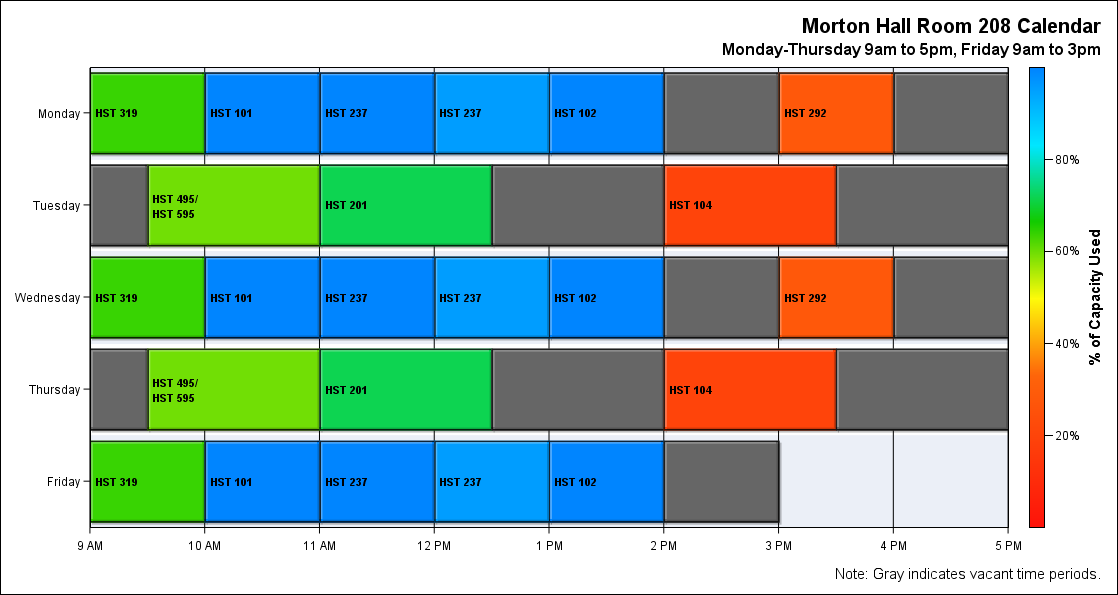 Morton Hall Room 208 Calendar
Monday-Thursday 9am to 5pm, Friday 9am to 3pm
Monday
HST 319
HST 101
HST 237
HST 237
HST 102
HST 292
Tuesday
HST 495/
HST 595
HST 201
HST 104
Wednesday
HST 319
HST 101
HST 237
HST 237
HST 102
HST 292
Thursday
HST 495/
HST 595
HST 201
HST 104
Friday
HST 319
HST 101
HST 237
HST 237
HST 102
9 AM
10 AM
11 AM
12 PM
1 PM
2 PM
3 PM
4 PM
5 PM
80%
60%
40%
20%
% of Capacity Used
Note: Gray indicates vacant time periods.